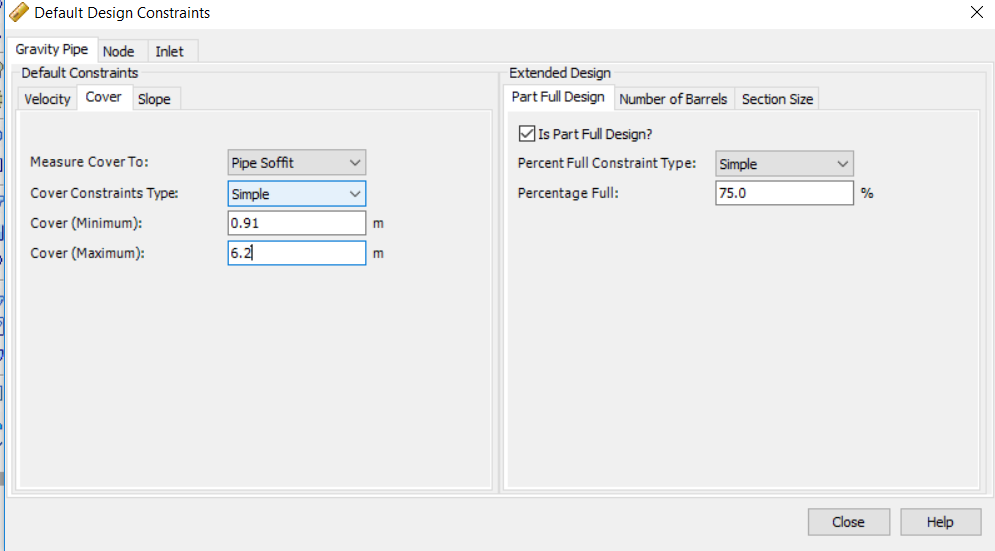 Default Design Constraints
Gravity Pipe Node Inlet
Default Constraints
Velocity Cover Slope
Measure Cover To: Pipe Soffit
Cover Constraints Type: Simple
Cover (Minimum): 0.91 m
Cover (Maximum): 6.2 m
Extended Design
Part Full Design Number of Barrels Section Size
Is Part Full Design?
Percent Full Constraint Type: Simple
Percentage Full: 75.0 %
Close Help